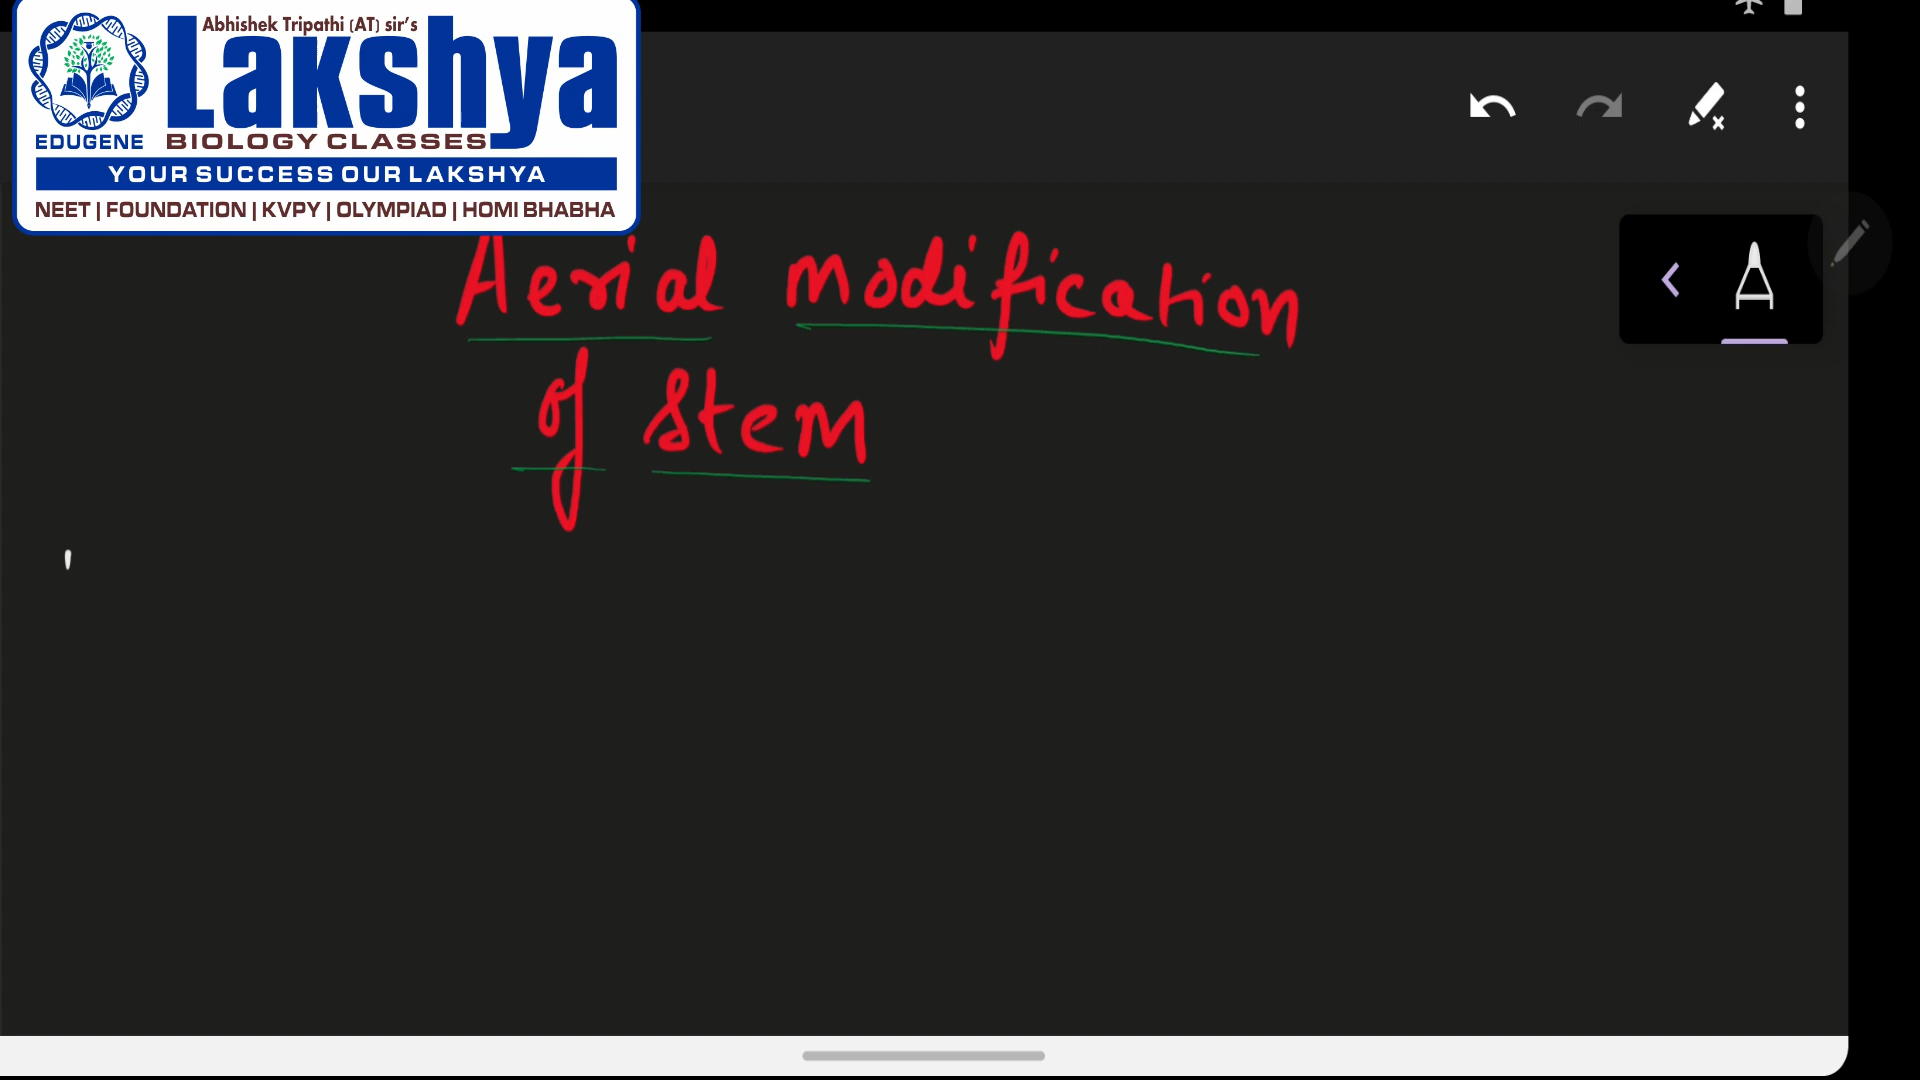 Abhishek Tripathi (AT) sir's
Lakshya
EDUGENE
BIOLOGY CLASSES
YOUR SUCCESS OUR LAKSHYA
NEET | FOUNDATION | KVPY | OLYMPIAD | HOMI BHABHA
Aerial modification
of stem